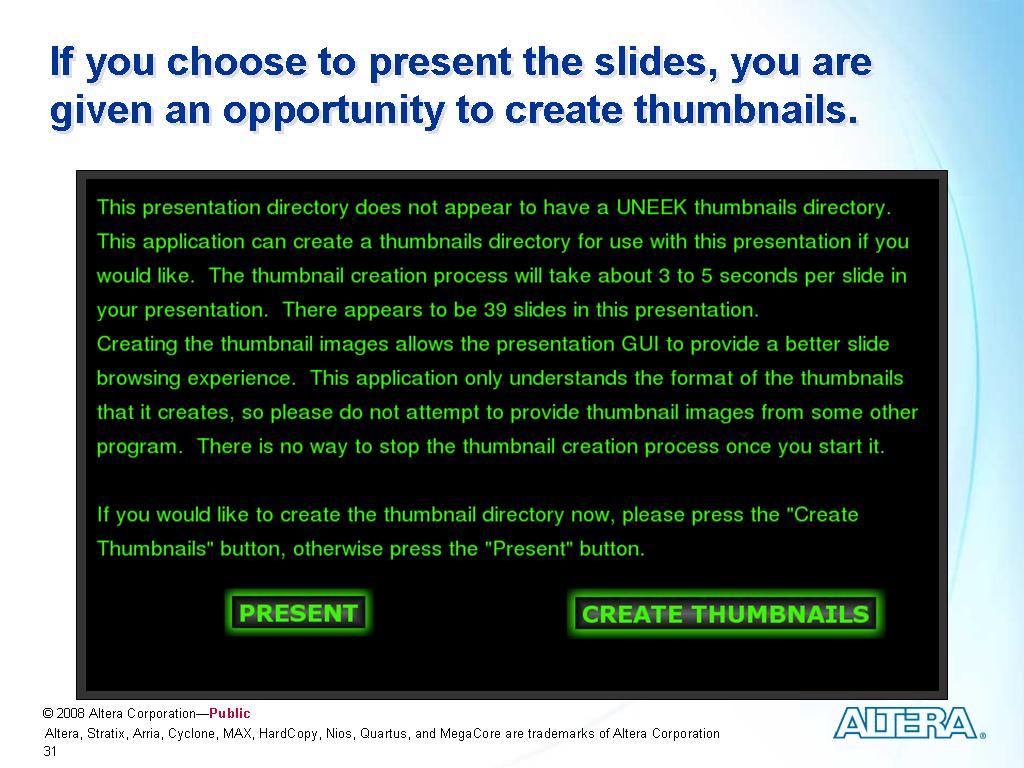 If you choose to present the slides, you are
given an opportunity to create thumbnails.
This presentation directory does not appear to have a UNEEK thumbnails directory.
This application can create a thumbnails directory for use with this presentation if you
would like.  The thumbnail creation process will take about 3 to 5 seconds per slide in
your presentation.  There appears to be 39 slides in this presentation.
Creating the thumbnail images allows the presentation GUI to provide a better slide
browsing experience.  This application only understands the format of the thumbnails
that it creates, so please do not attempt to provide thumbnail images from some other
program.  There is no way to stop the thumbnail creation process once you start it.
If you would like to create the thumbnail directory now, please press the "Create
Thumbnails" button, otherwise press the "Present" button.
PRESENT
CREATE THUMBNAILS
© 2008 Altera Corporation—Public
Altera, Stratix, Arria, Cyclone, MAX, HardCopy, Nios, Quartus, and MegaCore are trademarks of Altera Corporation
31
ALTERA®